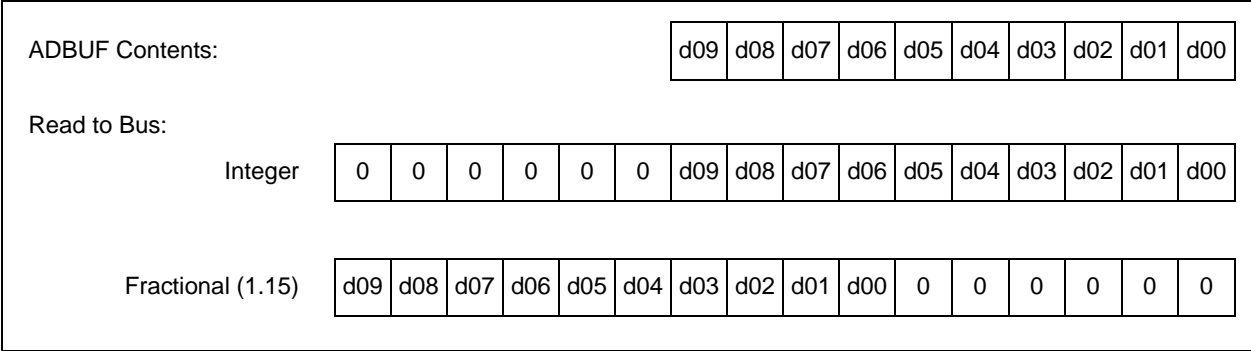 ADBUF Contents: d09 d08 d07 d06 d05 d04 d03 d02 d01 d00
Read to Bus:
Integer 0 0 0 0 0 0 d09 d08 d07 d06 d05 d04 d03 d02 d01 d00
Fractional (1.15) d09 d08 d07 d06 d05 d04 d03 d02 d01 d00 0 0 0 0 0 0